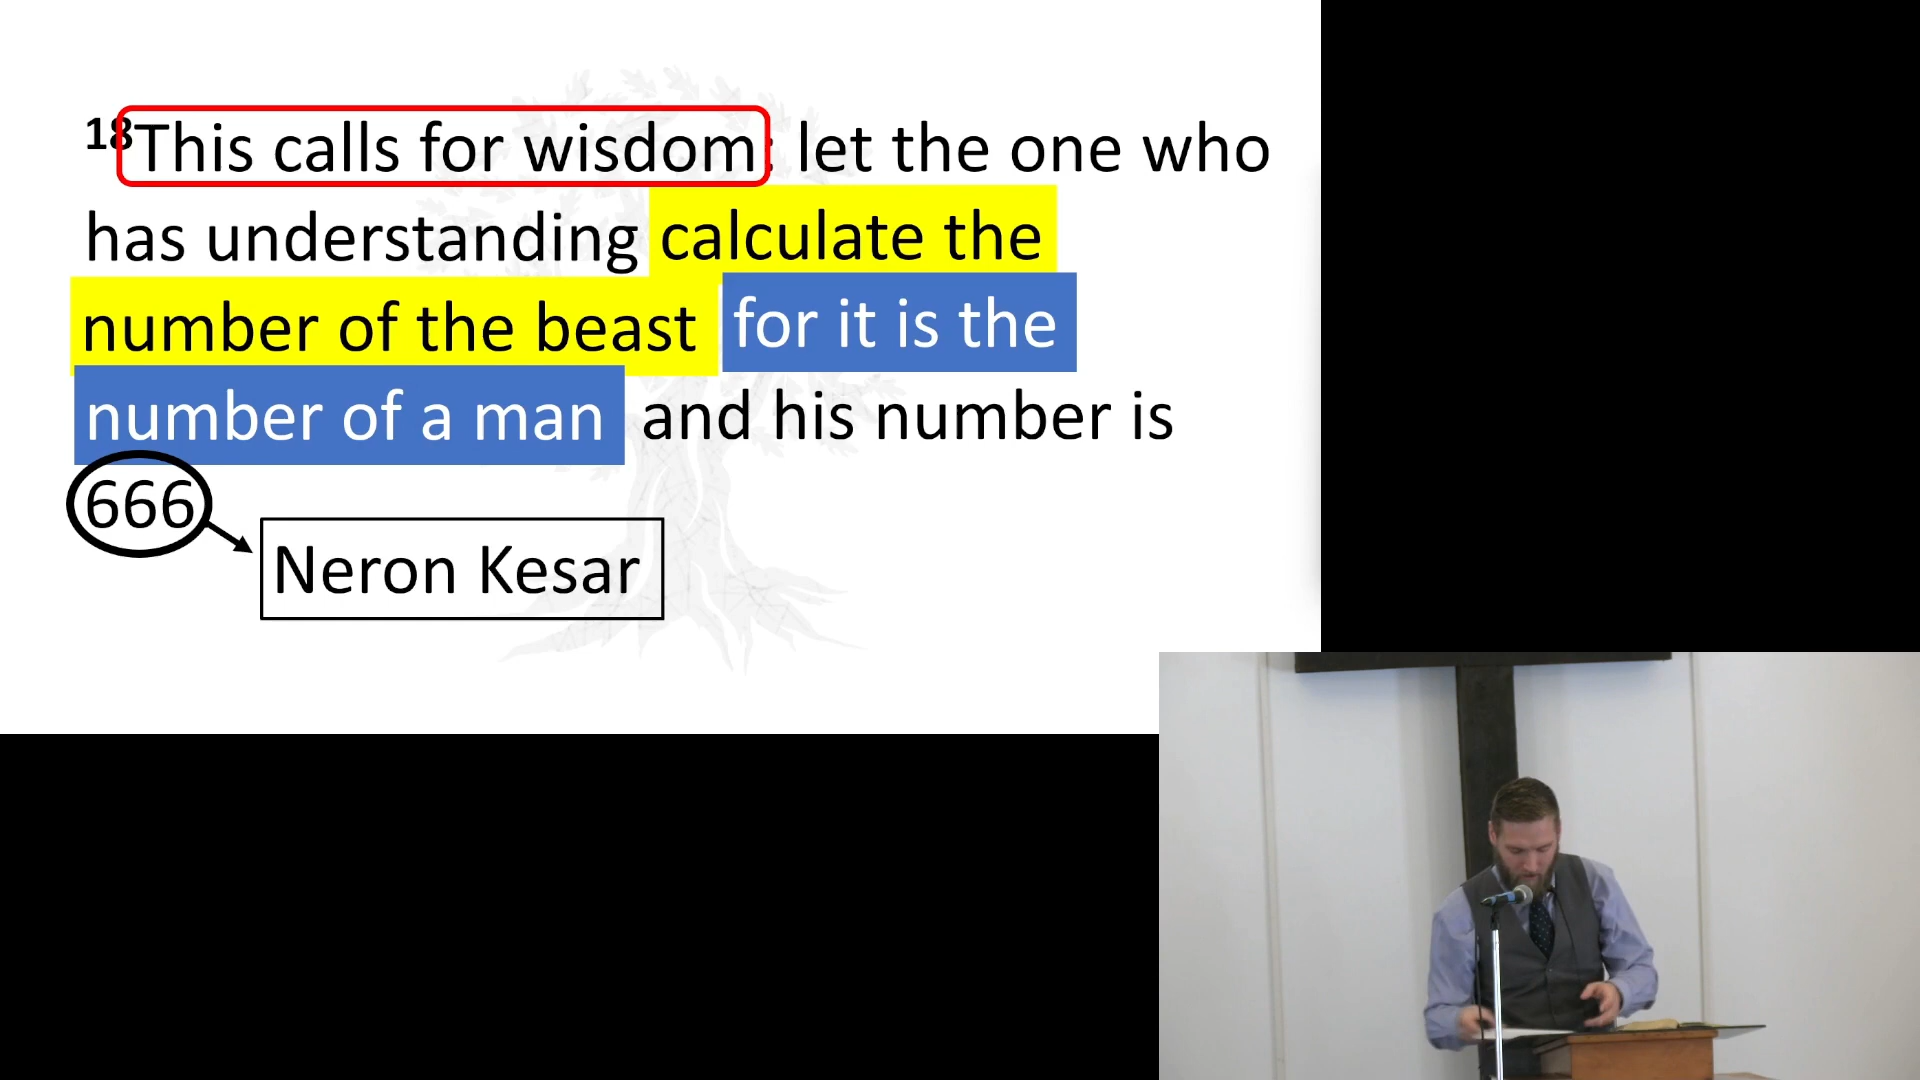 18This calls for wisdom: let the one who
has understanding calculate the
number of the beast for it is the
number of a man and his number is
666
Neron Kesar